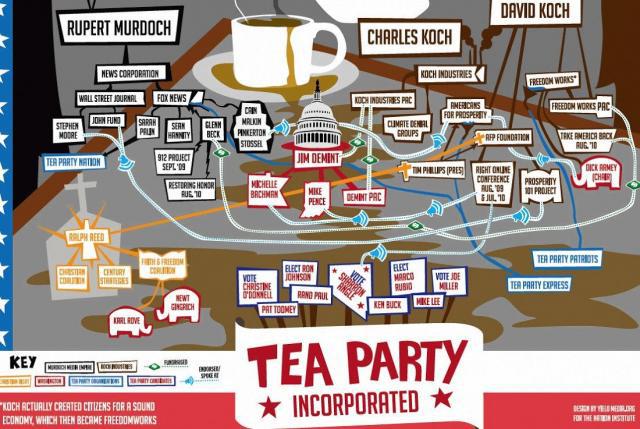 DAVID KOCH
RUPERT MURDOCH
CHARLES KOCH
NEWS CORPORATION
KOCH INDUSTRIES
FREEDOM WORKS*
WALL STREET JOURNAL
FOX NEWS
KOCH INDUSTRIES PAC
AMERICANS
FOR PROSPERITY
FREEDOM WORKS PAC
STEPHEN
MOORE
JOHN FUND
SARAH
PALIN
SEAN
HANNITY
GLENN
BECK
CAIN
MALKIN
PINKERTON
STOSSEL
CLIMATE DENIAL
GROUPS
AFP FOUNDATION
TAKE AMERICA BACK
AUG. '10
TEA PARTY NATION
912 PROJECT
SEPT. '09
JIM DEMINT
TIM PHILLIPS (PRES)
RIGHT ONLINE
CONFERENCE
AUG. '09
& JUL. '10
PROSPERITY
101 PROJECT
DICK ARMEY
(CHAIR)
RESTORING HONOR
AUG. '10
MICHELLE
BACHMAN
MIKE
PENCE
DEMINT PAC
RALPH REED
CHRISTIAN
COALITION
CENTURY
STRATEGIES
FAITH & FREEDOM
COALITION
TEA PARTY PATRIOTS
TEA PARTY EXPRESS
KARL ROVE
NEWT
GINGRICH
VOTE
CHRISTINE
O'DONNELL
ELECT RON
JOHNSON
VOTE
SHARRON
ANGLE
ELECT
MARCO
RUBIO
VOTE JOE
MILLER
PAT TOOMEY
RAND PAUL
KEN BUCK
MIKE LEE
TEA PARTY
INCORPORATED
KEY
MURDOCH MEDIA EMPIRE
KOCH INDUSTRIES
FUNDRAISED
CHRISTIAN RIGHT
WASHINGTON
TEA PARTY ORGANIZATIONS
TEA PARTY CANDIDATES
ENDORSED/
SPOKE AT
*KOCH ACTUALLY CREATED CITIZENS FOR A SOUND
ECONOMY, WHICH THEN BECAME FREEDOMWORKS
DESIGN BY YOLO MEDIA.ORG
FOR THE NATION INSTITUTE